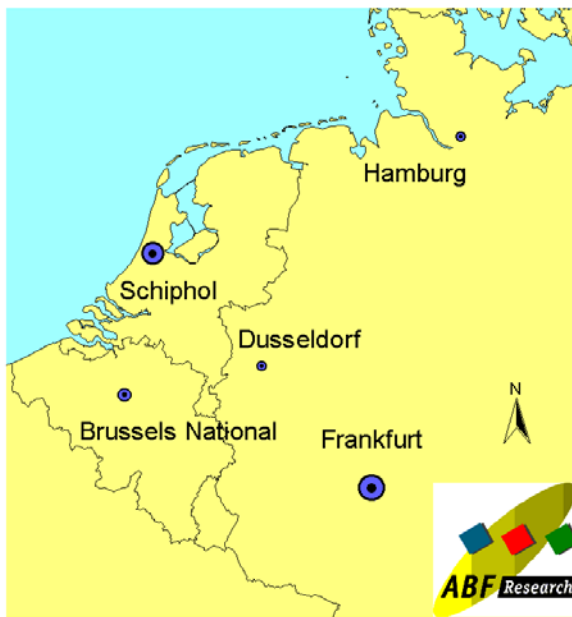 Hamburg
Schiphol
Dusseldorf
Brussels National
Frankfurt
N
ABF Research